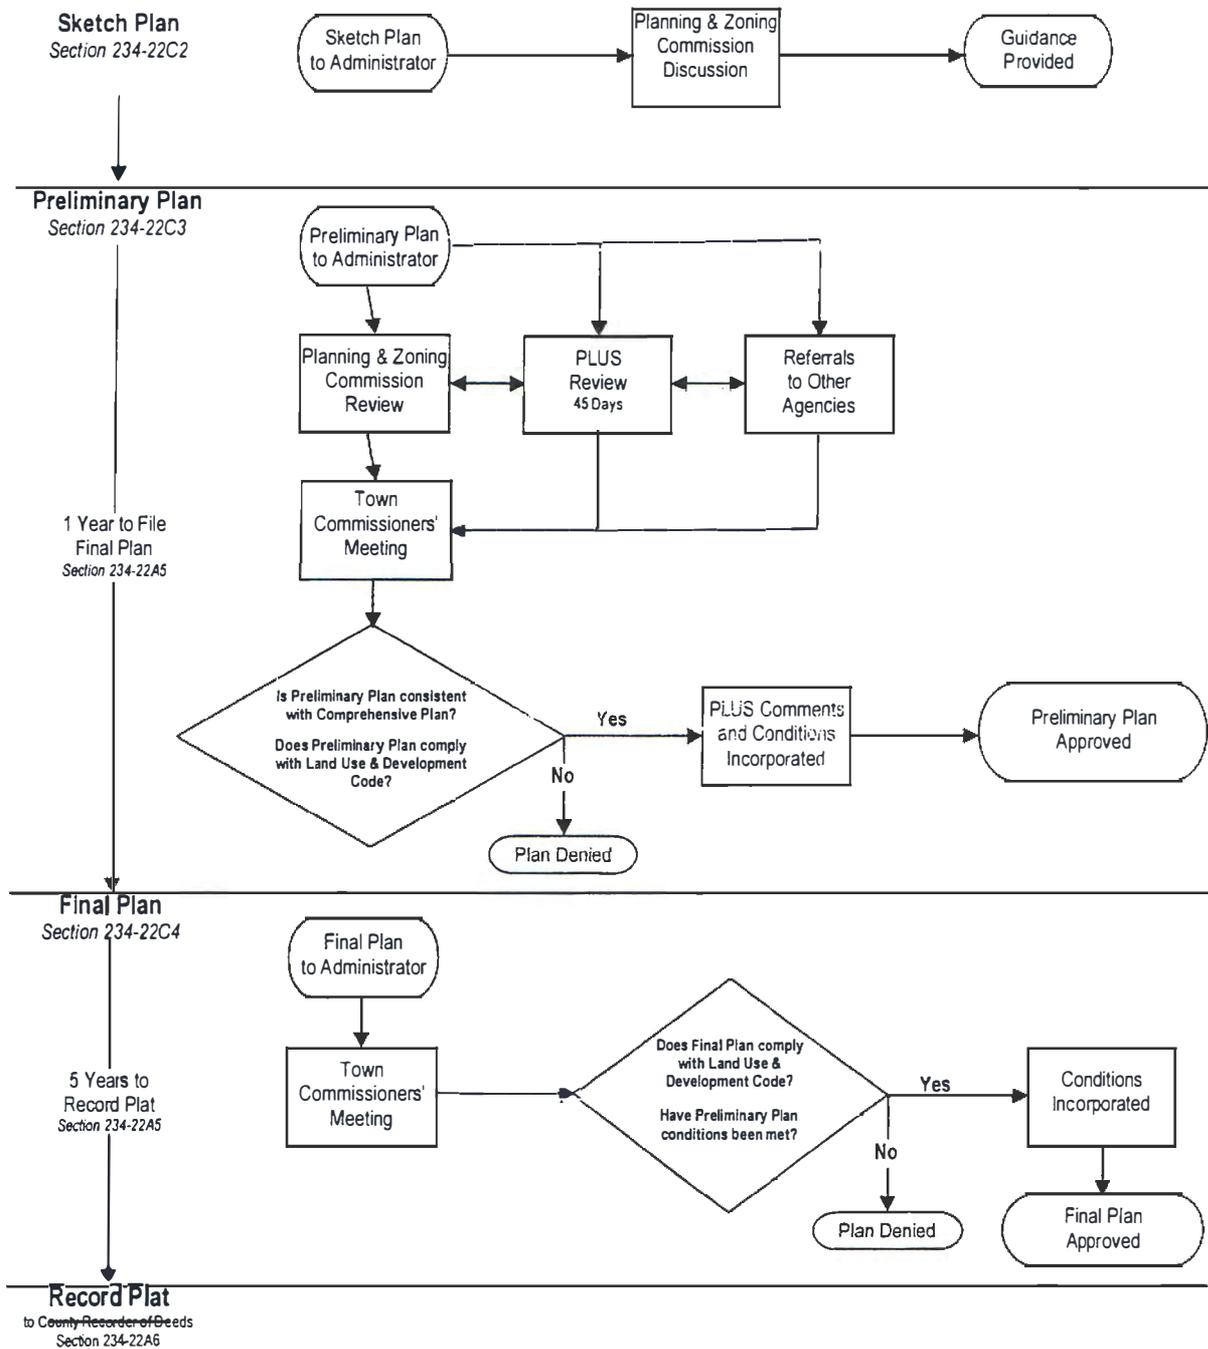 Sketch Plan
Section 234-22C2
Sketch Plan
to Administrator
Planning & Zoning
Commission
Discussion
Guidance
Provided
Preliminary Plan
Section 234-22C3
Preliminary Plan
to Administrator
Planning & Zoning
Commission
Review
PLUS
Review
45 Days
Referrals
to Other
Agencies
Town
Commissioners'
Meeting
1 Year to File
Final Plan
Section 234-22A5
Is Preliminary Plan consistent
with Comprehensive Plan?
Does Preliminary Plan comply
with Land Use & Development
Code?
Yes
No
PLUS Comments
and Conditions
Incorporated
Preliminary Plan
Approved
Plan Denied
Final Plan
Section 234-22C4
Final Plan
to Administrator
Town
Commissioners'
Meeting
5 Years to
Record Plat
Section 234-22A5
Does Final Plan comply
with Land Use &
Development Code?
Have Preliminary Plan
conditions been met?
Yes
No
Conditions
Incorporated
Plan Denied
Final Plan
Approved
Record Plat
to County Recorder of Deeds
Section 234-22A6